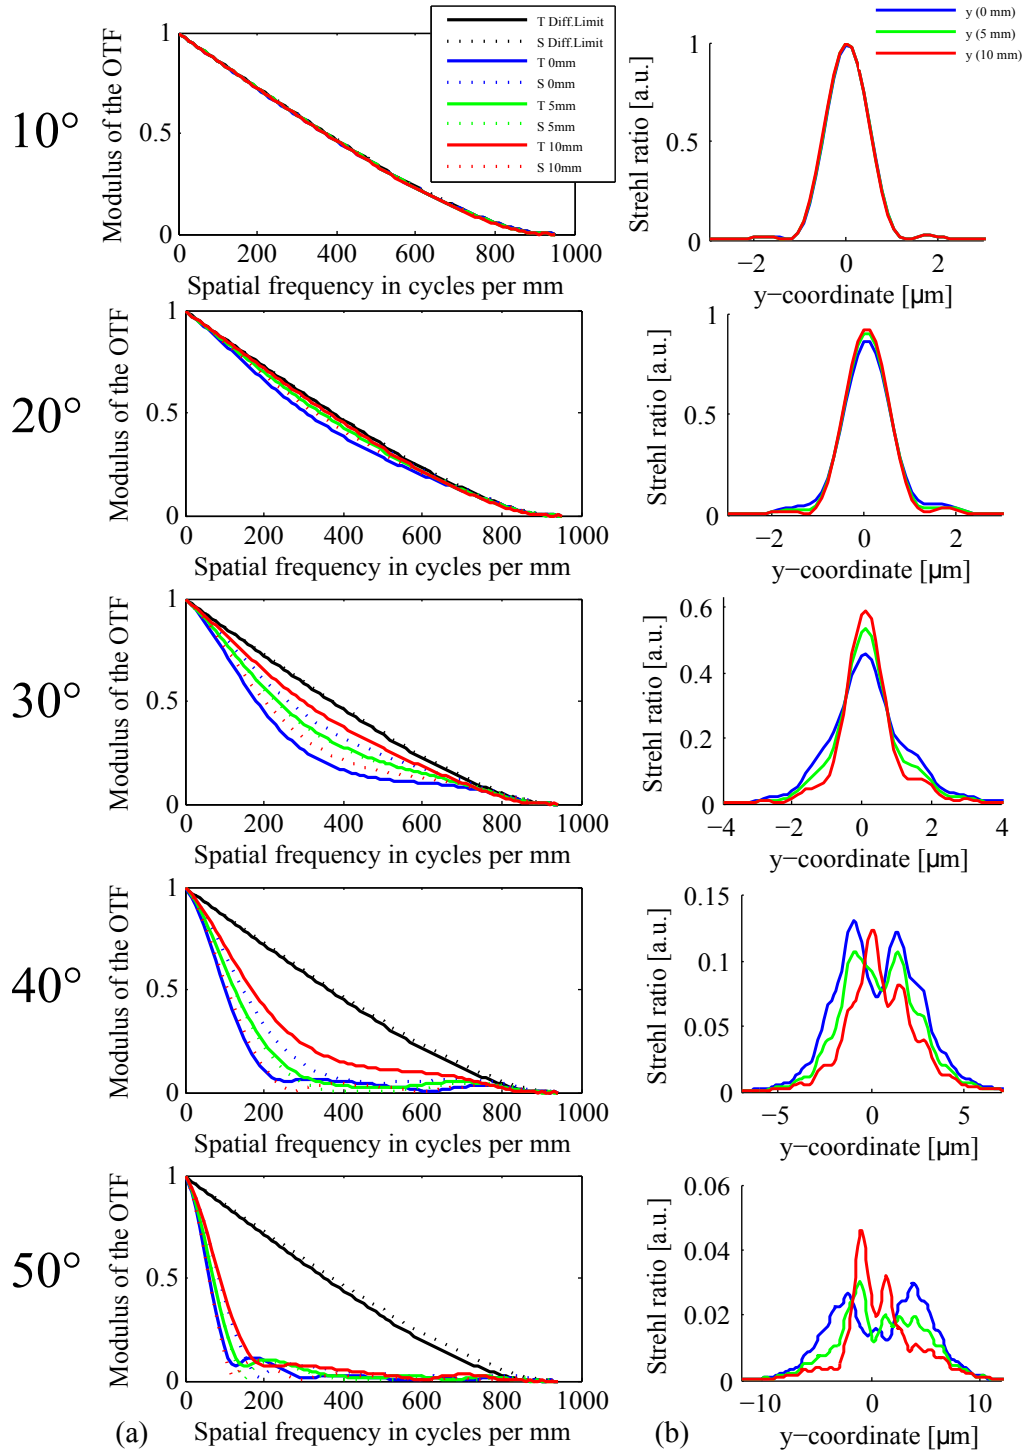 T Diff.Limit
S Diff.Limit
T 0mm
S 0mm
T 5mm
S 5mm
T 10mm
S 10mm
y (0 mm)
y (5 mm)
y (10 mm)
10°
Modulus of the OTF
1
0.5
0
0 200 400 600 800 1000
Spatial frequency in cycles per mm
Strehl ratio [a.u.]
1
0.5
0
−2 0 2
y−coordinate [µm]
20°
Modulus of the OTF
1
0.5
0
0 200 400 600 800 1000
Spatial frequency in cycles per mm
Strehl ratio [a.u.]
1
0.5
0
−2 0 2
y−coordinate [µm]
30°
Modulus of the OTF
1
0.5
0
0 200 400 600 800 1000
Spatial frequency in cycles per mm
Strehl ratio [a.u.]
0.6
0.4
0.2
0
−4 −2 0 2 4
y−coordinate [µm]
40°
Modulus of the OTF
1
0.5
0
0 200 400 600 800 1000
Spatial frequency in cycles per mm
Strehl ratio [a.u.]
0.15
0.1
0.05
0
−5 0 5
y−coordinate [µm]
50°
Modulus of the OTF
1
0.5
0
0 200 400 600 800 1000
Spatial frequency in cycles per mm
Strehl ratio [a.u.]
0.06
0.04
0.02
0
−10 0 10
y−coordinate [µm]
(a) (b)